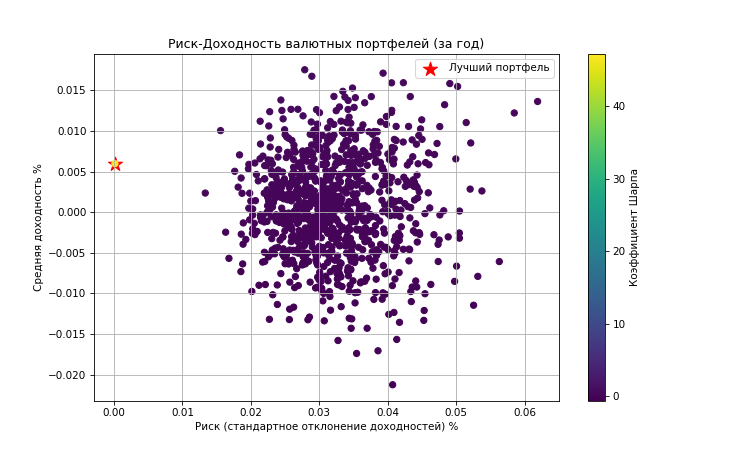 Риск-Доходность валютных портфелей (за год)
Лучший портфель
Средняя доходность %
0.015
0.010
0.005
0.000
−0.005
−0.010
−0.015
−0.020
0.00 0.01 0.02 0.03 0.04 0.05 0.06
Риск (стандартное отклонение доходностей) %
40
30
20
10
0
Коэффициент Шарпа